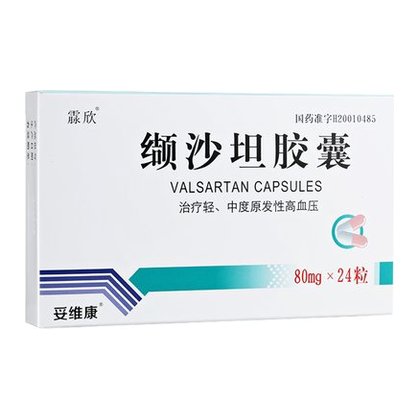 霖欣®
国药准字H20010485
缬沙坦胶囊
VALSARTAN CAPSULES
治疗轻、中度原发性高血压
80mg × 24粒
妥维康